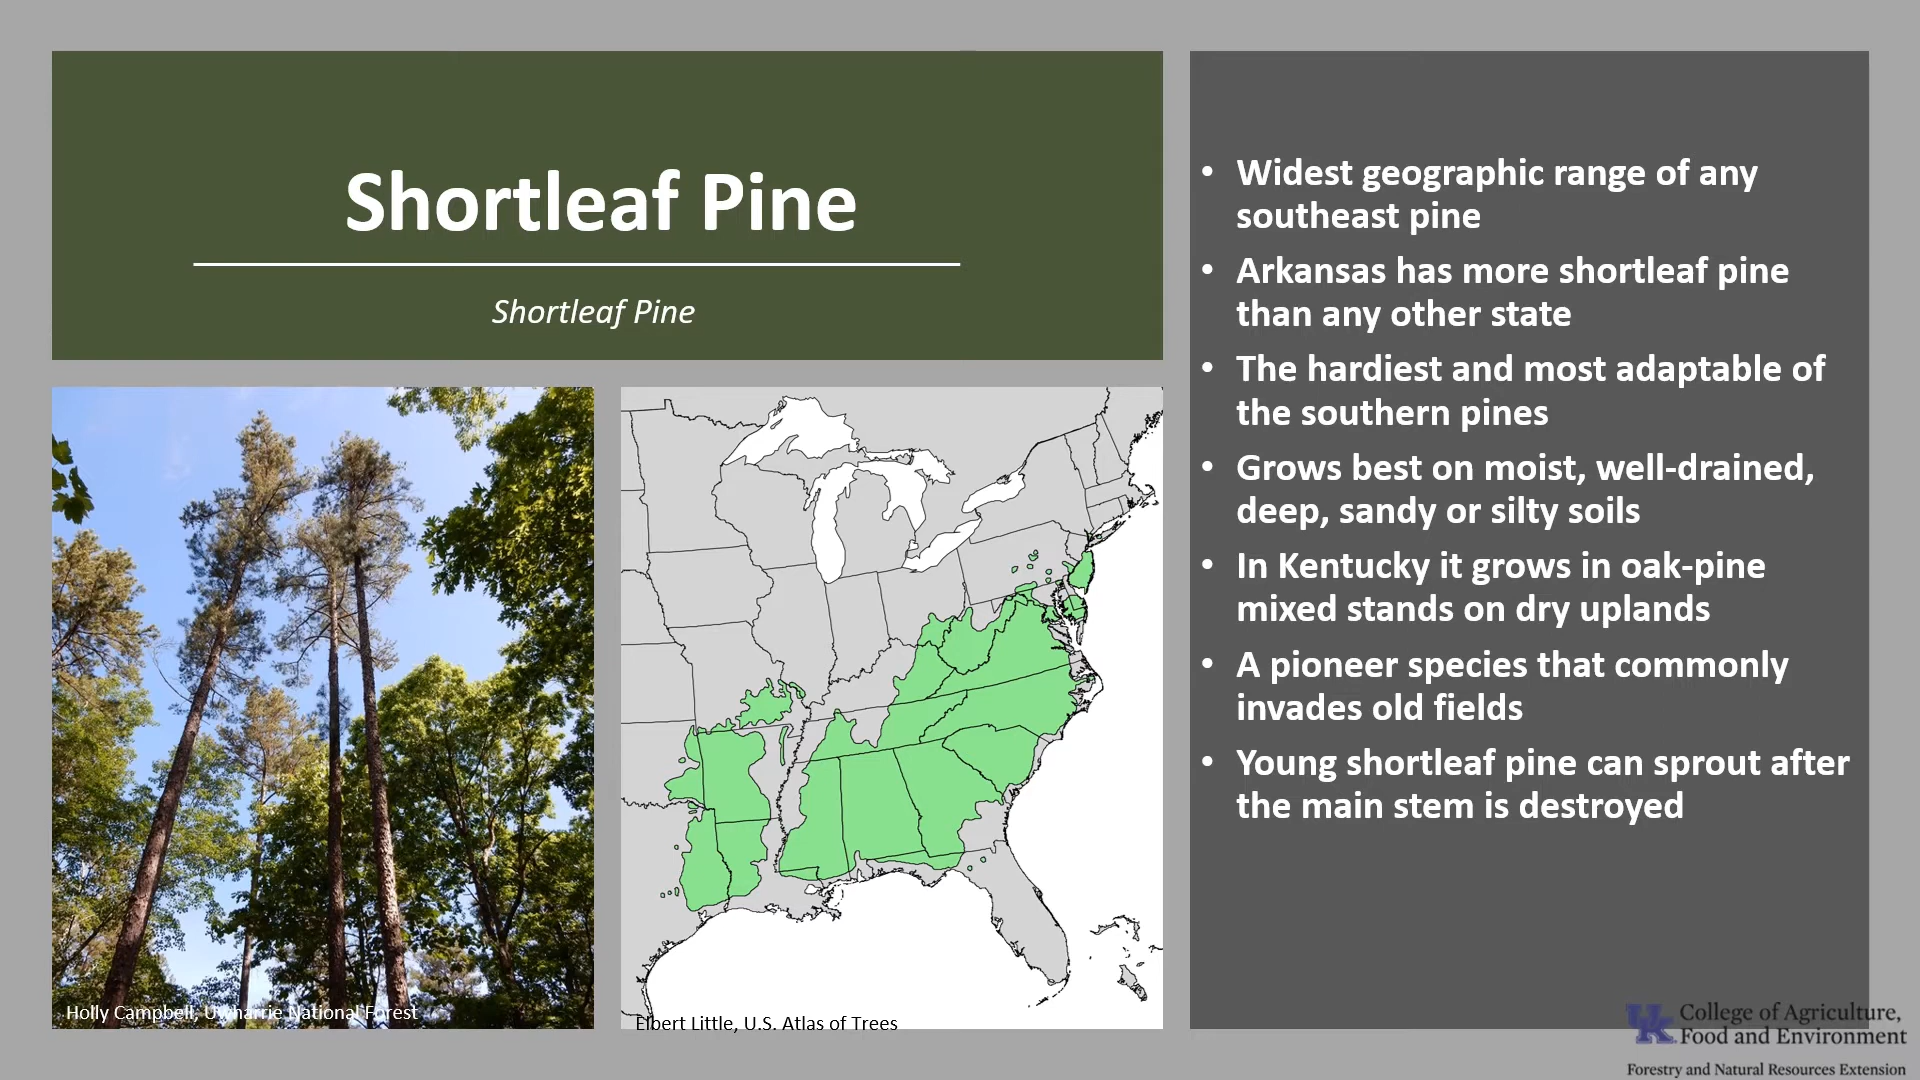 Shortleaf Pine
Shortleaf Pine
• Widest geographic range of any
southeast pine
• Arkansas has more shortleaf pine
than any other state
• The hardiest and most adaptable of
the southern pines
• Grows best on moist, well-drained,
deep, sandy or silty soils
• In Kentucky it grows in oak-pine
mixed stands on dry uplands
• A pioneer species that commonly
invades old fields
• Young shortleaf pine can sprout after
the main stem is destroyed
Holly Campbell, Uwharrie National Forest
Elbert Little, U.S. Atlas of Trees
UK College of Agriculture,
Food and Environment
Forestry and Natural Resources Extension